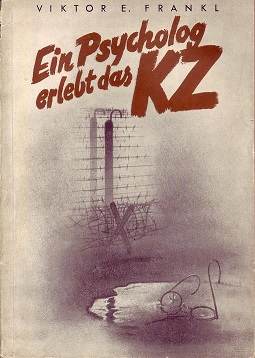 VIKTOR E. FRANKL
Ein Psycholog
erlebt das
KZ